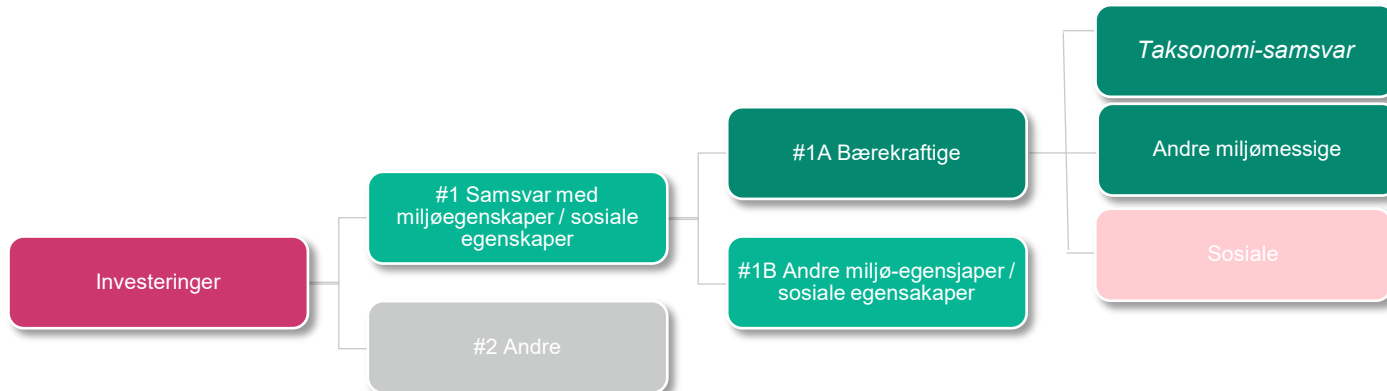 Investeringer
#1 Samsvar med
miljøegenskaper / sosiale
egenskaper
#2 Andre
#1A Bærekraftige
#1B Andre miljø-egensjaper /
sosiale egensakaper
Taksonomi-samsvar
Andre miljømessige
Sosiale